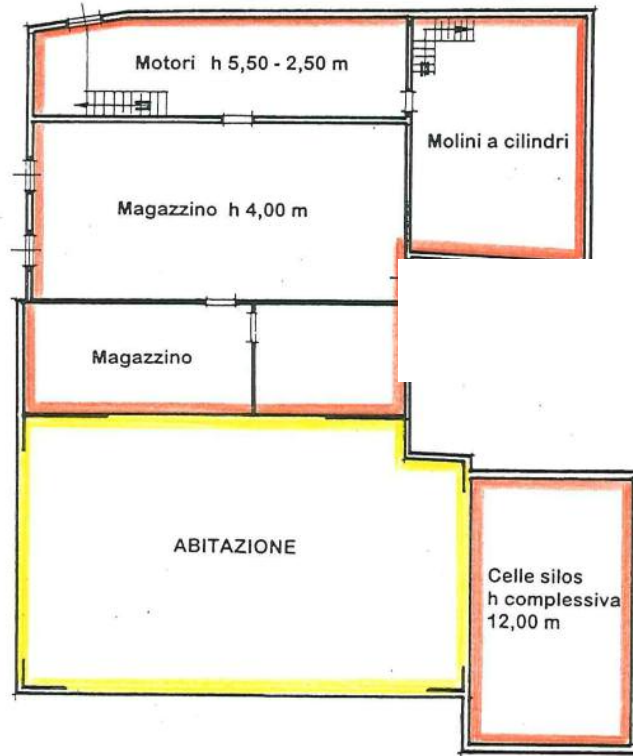 Motori h 5,50 - 2,50 m
Molini a cilindri
Magazzino h 4,00 m
Magazzino
ABITAZIONE
Celle silos
h complessiva
12,00 m